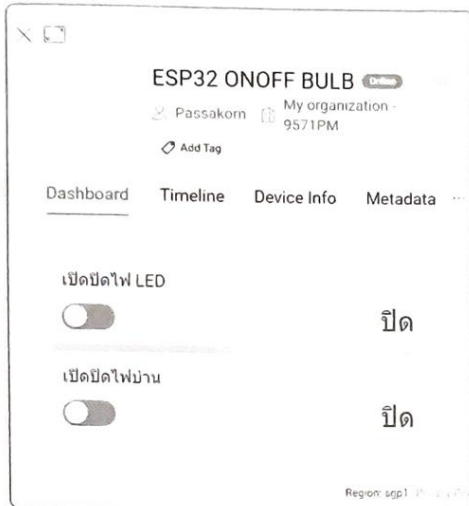 ESP32 ONOFF BULB Online
Passakorn My organization -
9571PM
Add Tag
Dashboard Timeline Device Info Metadata ...
เปิดปิดไฟ LED
ปิด
เปิดปิดไฟบ่าน
ปิด
Region: sgp1